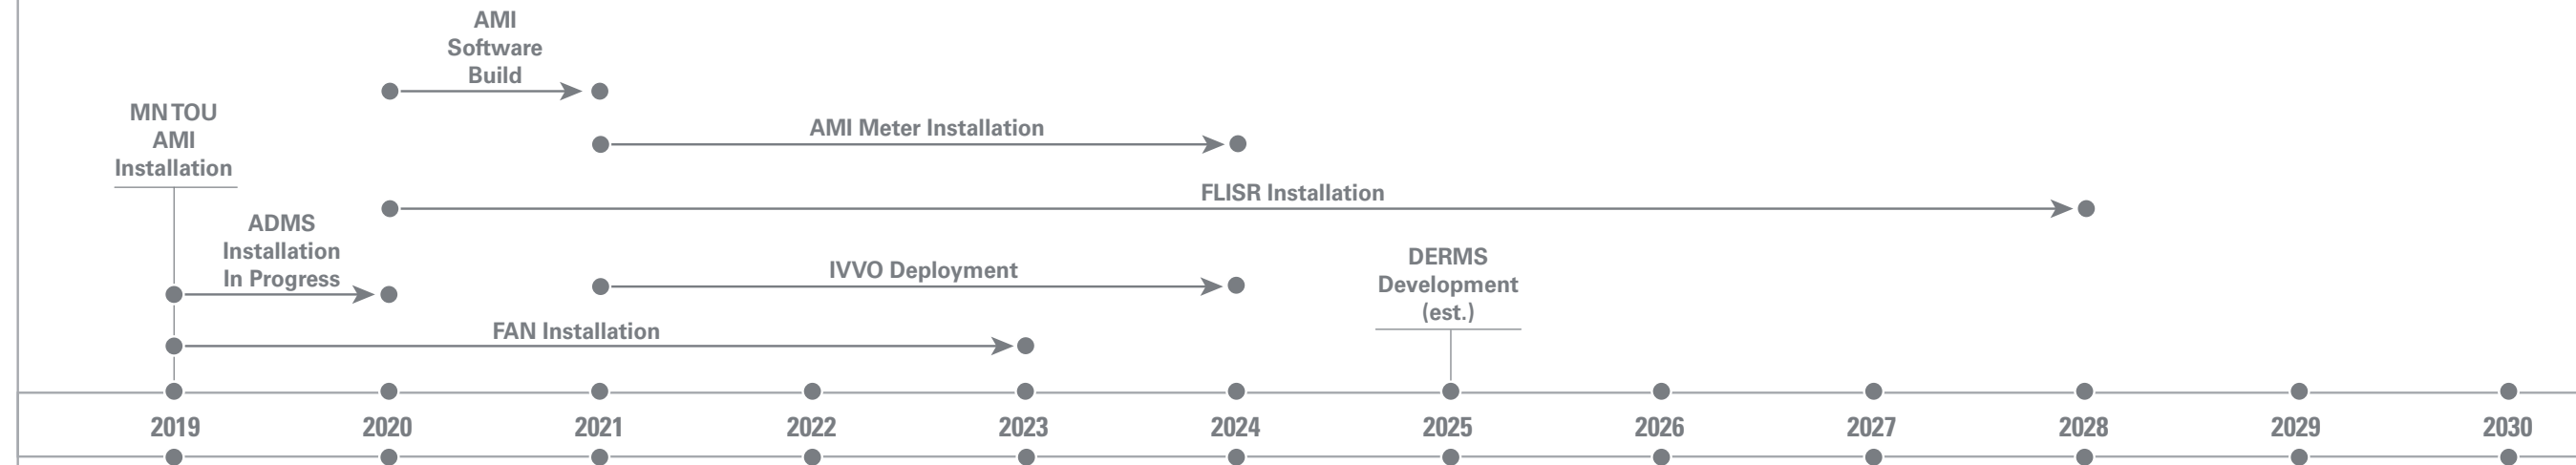 AMI
Software
Build
MN TOU
AMI
Installation
AMI Meter Installation
FLISR Installation
ADMS
Installation
In Progress
IVVO Deployment
DERMS
Development
(est.)
FAN Installation
2019 2020 2021 2022 2023 2024 2025 2026 2027 2028 2029 2030